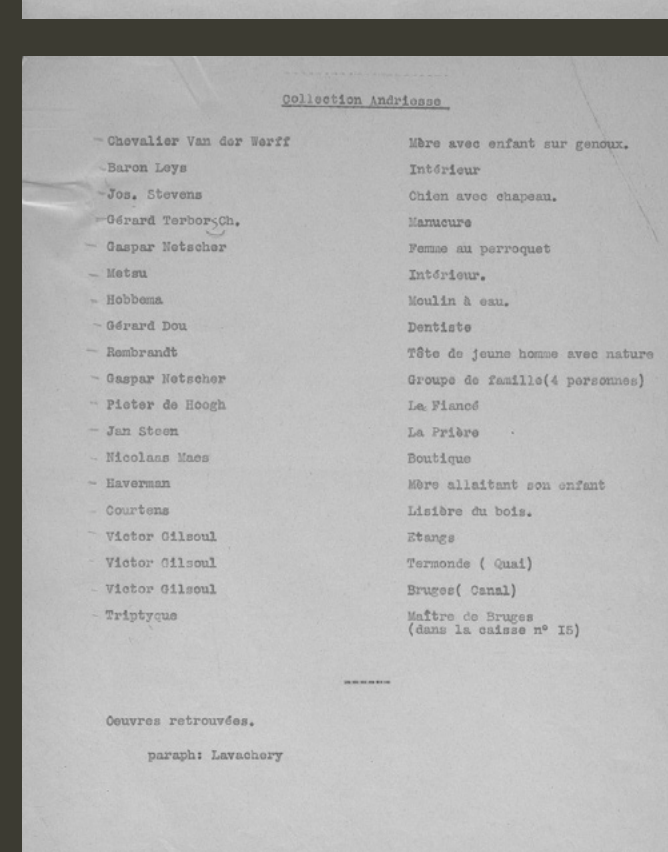 Collection Andriesse
- Chevalier Van der Werff Mère avec enfant sur genoux.
- Baron Leys Intérieur
- Jos. Stevens Chien avec chapeau.
- Gérard TerborsCh. Manucure
- Gaspar Netscher Femme au perroquet
- Metsu Intérieur.
- Hobbema Moulin à eau.
- Gérard Dou Dentiste
- Rembrandt Tête de jeune homme avec nature
- Gaspar Netscher Groupe de famille(4 personnes)
- Pieter de Hoogh Le Fiancé
- Jan Steen La Prière
- Nicolaas Maes Boutique
- Haverman Mère allaitant son enfant
- Courtens Lisière du bois.
- Victor Gilsoul Etangs
- Victor Gilsoul Termonde ( Quai)
- Victor Gilsoul Bruges( Canal)
- Triptyque Maître de Bruges
(dans la caisse n° I5)
-------
Oeuvres retrouvées.
paraph: Lavachery